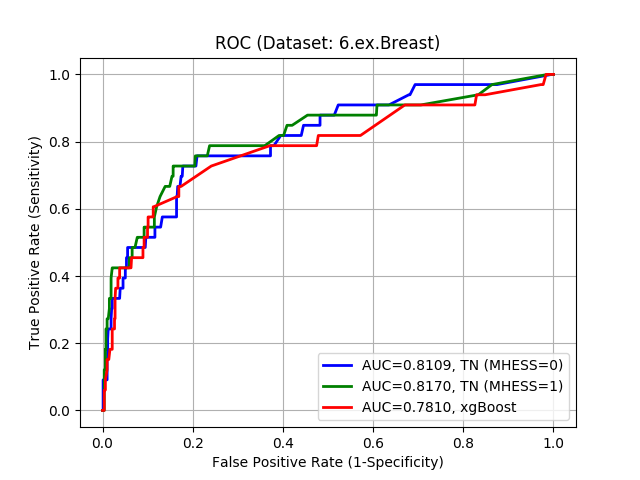 ROC (Dataset: 6.ex.Breast)
True Positive Rate (Sensitivity)
1.0
0.8
0.6
0.4
0.2
0.0
AUC=0.8109, TN (MHESS=0)
AUC=0.8170, TN (MHESS=1)
AUC=0.7810, xgBoost
0.0 0.2 0.4 0.6 0.8 1.0
False Positive Rate (1-Specificity)